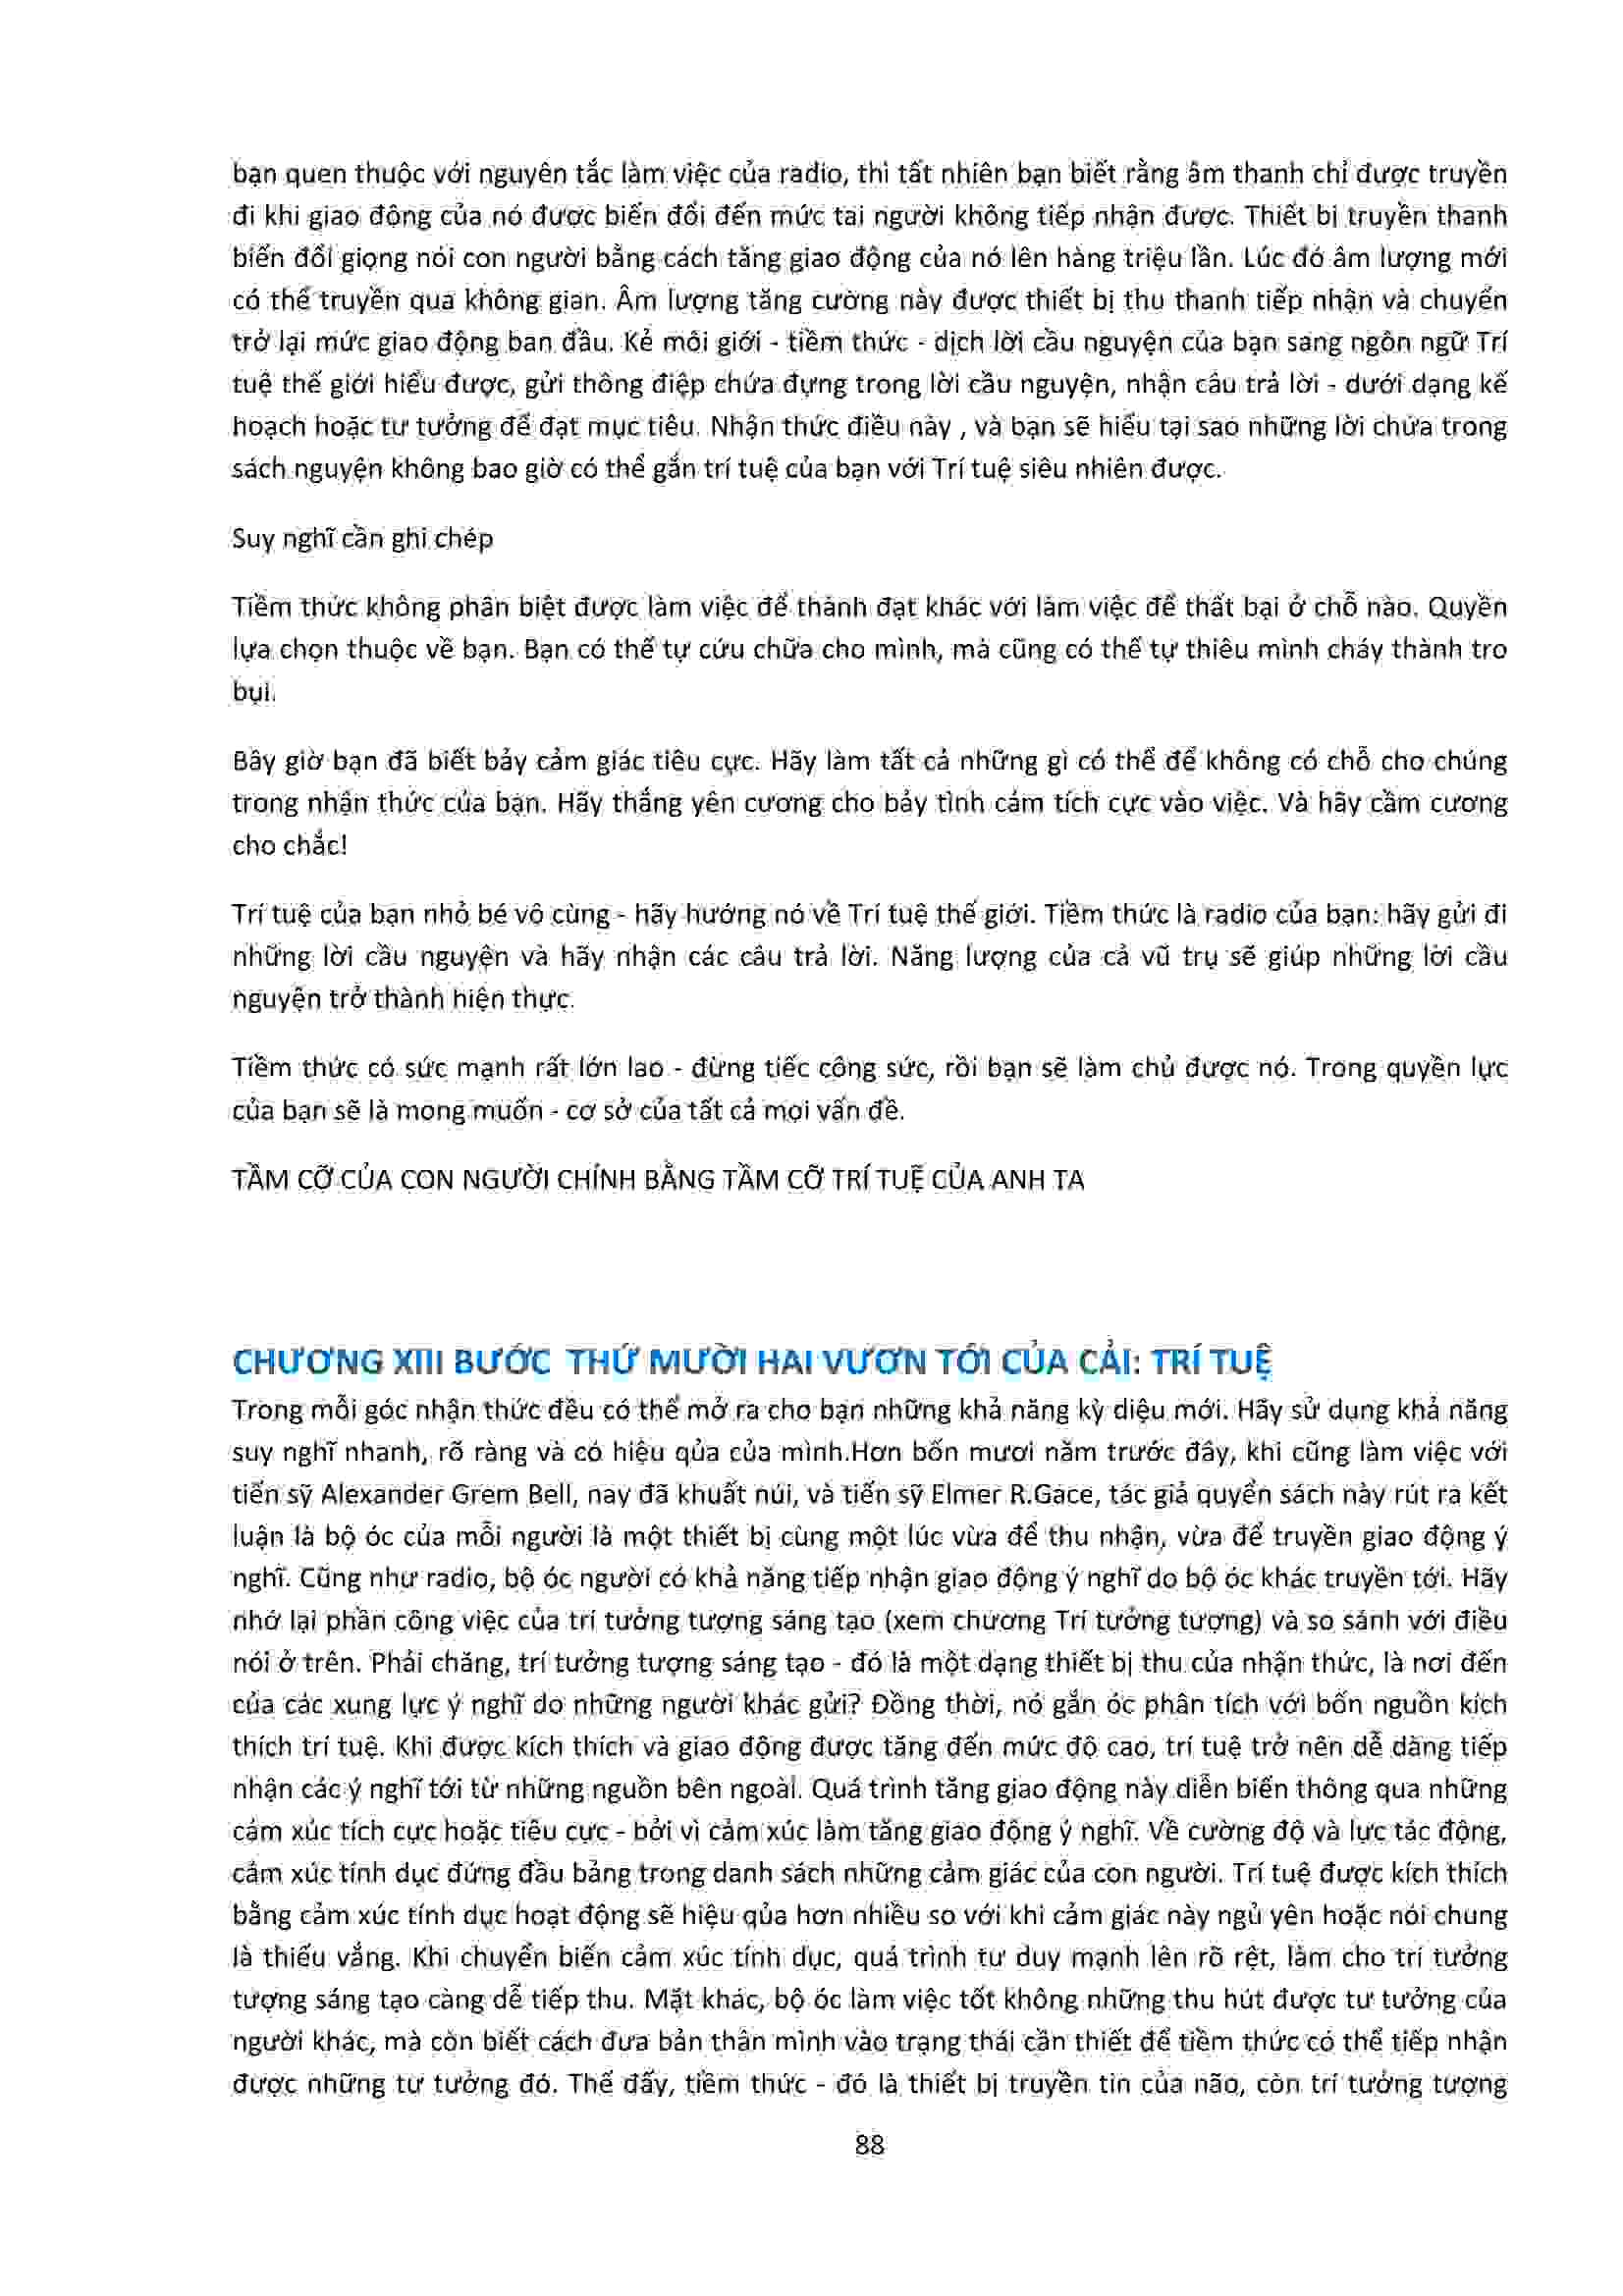 bạn quen thuộc với nguyên tắc làm việc của radio, thì tất nhiên bạn biết rằng âm thanh chỉ được truyền
đi khi giao động của nó được biến đổi đến mức tai người không tiếp nhận được. Thiết bị truyền thanh
biến đổi giọng nói con người bằng cách tăng giao động của nó lên hàng triệu lần. Lúc đó âm lượng mới
có thể truyền qua không gian. Âm lượng tăng cường này được thiết bị thu thanh tiếp nhận và chuyển
trở lại mức giao động ban đầu. Kẻ môi giới - tiềm thức - dịch lời cầu nguyện của bạn sang ngôn ngữ Trí
tuệ thế giới hiểu được, gửi thông điệp chứa đựng trong lời cầu nguyện, nhận câu trả lời - dưới dạng kế
hoạch hoặc tư tưởng để đạt mục tiêu. Nhận thức điều này , và bạn sẽ hiểu tại sao những lời chứa trong
sách nguyện không bao giờ có thể gắn trí tuệ của bạn với Trí tuệ siêu nhiên được.
Suy nghĩ cần ghi chép
Tiềm thức không phân biệt được làm việc để thành đạt khác với làm việc để thất bại ở chỗ nào. Quyền
lựa chọn thuộc về bạn. Bạn có thể tự cứu chữa cho mình, mà cũng có thể tự thiêu mình cháy thành tro
bụi.
Bây giờ bạn đã biết bảy cảm giác tiêu cực. Hãy làm tất cả những gì có thể để không có chỗ cho chúng
trong nhận thức của bạn. Hãy thắng yên cương cho bảy tình cảm tích cực vào việc. Và hãy cầm cương
cho chắc!
Trí tuệ của bạn nhỏ bé vô cùng - hãy hướng nó về Trí tuệ thế giới. Tiềm thức là radio của bạn: hãy gửi đi
những lời cầu nguyện và hãy nhận các câu trả lời. Năng lượng của cả vũ trụ sẽ giúp những lời cầu
nguyện trở thành hiện thực.
Tiềm thức có sức mạnh rất lớn lao - đừng tiếc công sức, rồi bạn sẽ làm chủ được nó. Trong quyền lực
của bạn sẽ là mong muốn - cơ sở của tất cả mọi vấn đề.
TẦM CỠ CỦA CON NGƯỜI CHÍNH BẰNG TẦM CỠ TRÍ TUỆ CỦA ANH TA
CHƯƠNG XIII BƯỚC THỨ MƯỜI HAI VƯƠN TỚI CỦA CẢI: TRÍ TUỆ
Trong mỗi góc nhận thức đều có thể mở ra cho bạn những khả năng kỳ diệu mới. Hãy sử dụng khả năng
suy nghĩ nhanh, rõ ràng và có hiệu qủa của mình.Hơn bốn mươi năm trước đây, khi cũng làm việc với
tiến sỹ Alexander Grem Bell, nay đã khuất núi, và tiến sỹ Elmer R.Gace, tác giả quyển sách này rút ra kết
luận là bộ óc của mỗi người là một thiết bị cùng một lúc vừa để thu nhận, vừa để truyền giao động ý
nghĩ. Cũng như radio, bộ óc người có khả năng tiếp nhận giao động ý nghĩ do bộ óc khác truyền tới. Hãy
nhớ lại phần công việc của trí tưởng tượng sáng tạo (xem chương Trí tưởng tượng) và so sánh với điều
nói ở trên. Phải chăng, trí tưởng tượng sáng tạo - đó là một dạng thiết bị thu của nhận thức, là nơi đến
của các xung lực ý nghĩ do những người khác gửi? Đồng thời, nó gắn óc phân tích với bốn nguồn kích
thích trí tuệ. Khi được kích thích và giao động được tăng đến mức độ cao, trí tuệ trở nên dễ dàng tiếp
nhận các ý nghĩ tới từ những nguồn bên ngoài. Quá trình tăng giao động này diễn biến thông qua những
cảm xúc tích cực hoặc tiêu cực - bởi vì cảm xúc làm tăng giao động ý nghĩ. Về cường độ và lực tác động,
cảm xúc tính dục đứng đầu bảng trong danh sách những cảm giác của con người. Trí tuệ được kích thích
bằng cảm xúc tính dục hoạt động sẽ hiệu qủa hơn nhiều so với khi cảm giác này ngủ yên hoặc nói chung
là thiếu vắng. Khi chuyển biến cảm xúc tính dục, quá trình tư duy mạnh lên rõ rệt, làm cho trí tưởng
tượng sáng tạo càng dễ tiếp thu. Mặt khác, bộ óc làm việc tốt không những thu hút được tư tưởng của
người khác, mà còn biết cách đưa bản thân mình vào trạng thái cần thiết để tiềm thức có thể tiếp nhận
được những tư tưởng đó. Thế đấy, tiềm thức - đó là thiết bị truyền tin của não, còn trí tưởng tượng
88